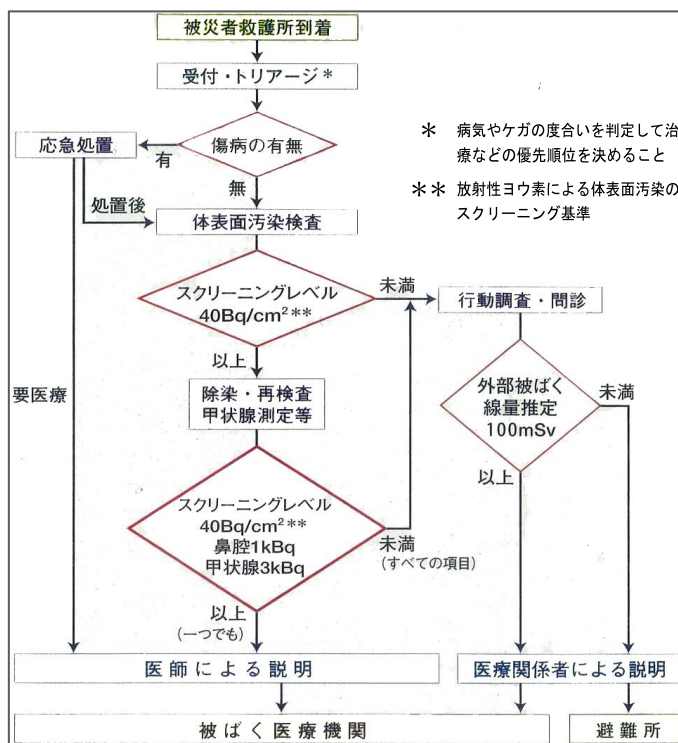 被災者救護所到着
受付・トリアージ*
* 病気やケガの度合いを判定して治
療などの優先順位を決めること
** 放射性ヨウ素による体表面汚染の
スクリーニング基準
応急処置
有
傷病の有無
無
処置後
体表面汚染検査
スクリーニングレベル
40Bq/cm²**
未満
行動調査・問診
以上
要医療
除染・再検査
甲状腺測定等
外部被ばく
線量推定
100mSv
未満
以上
スクリーニングレベル
40Bq/cm²**
鼻腔1kBq
甲状腺3kBq
未満
(すべての項目)
以上
(一つでも)
医師による説明
医療関係者による説明
被ばく医療機関
避難所